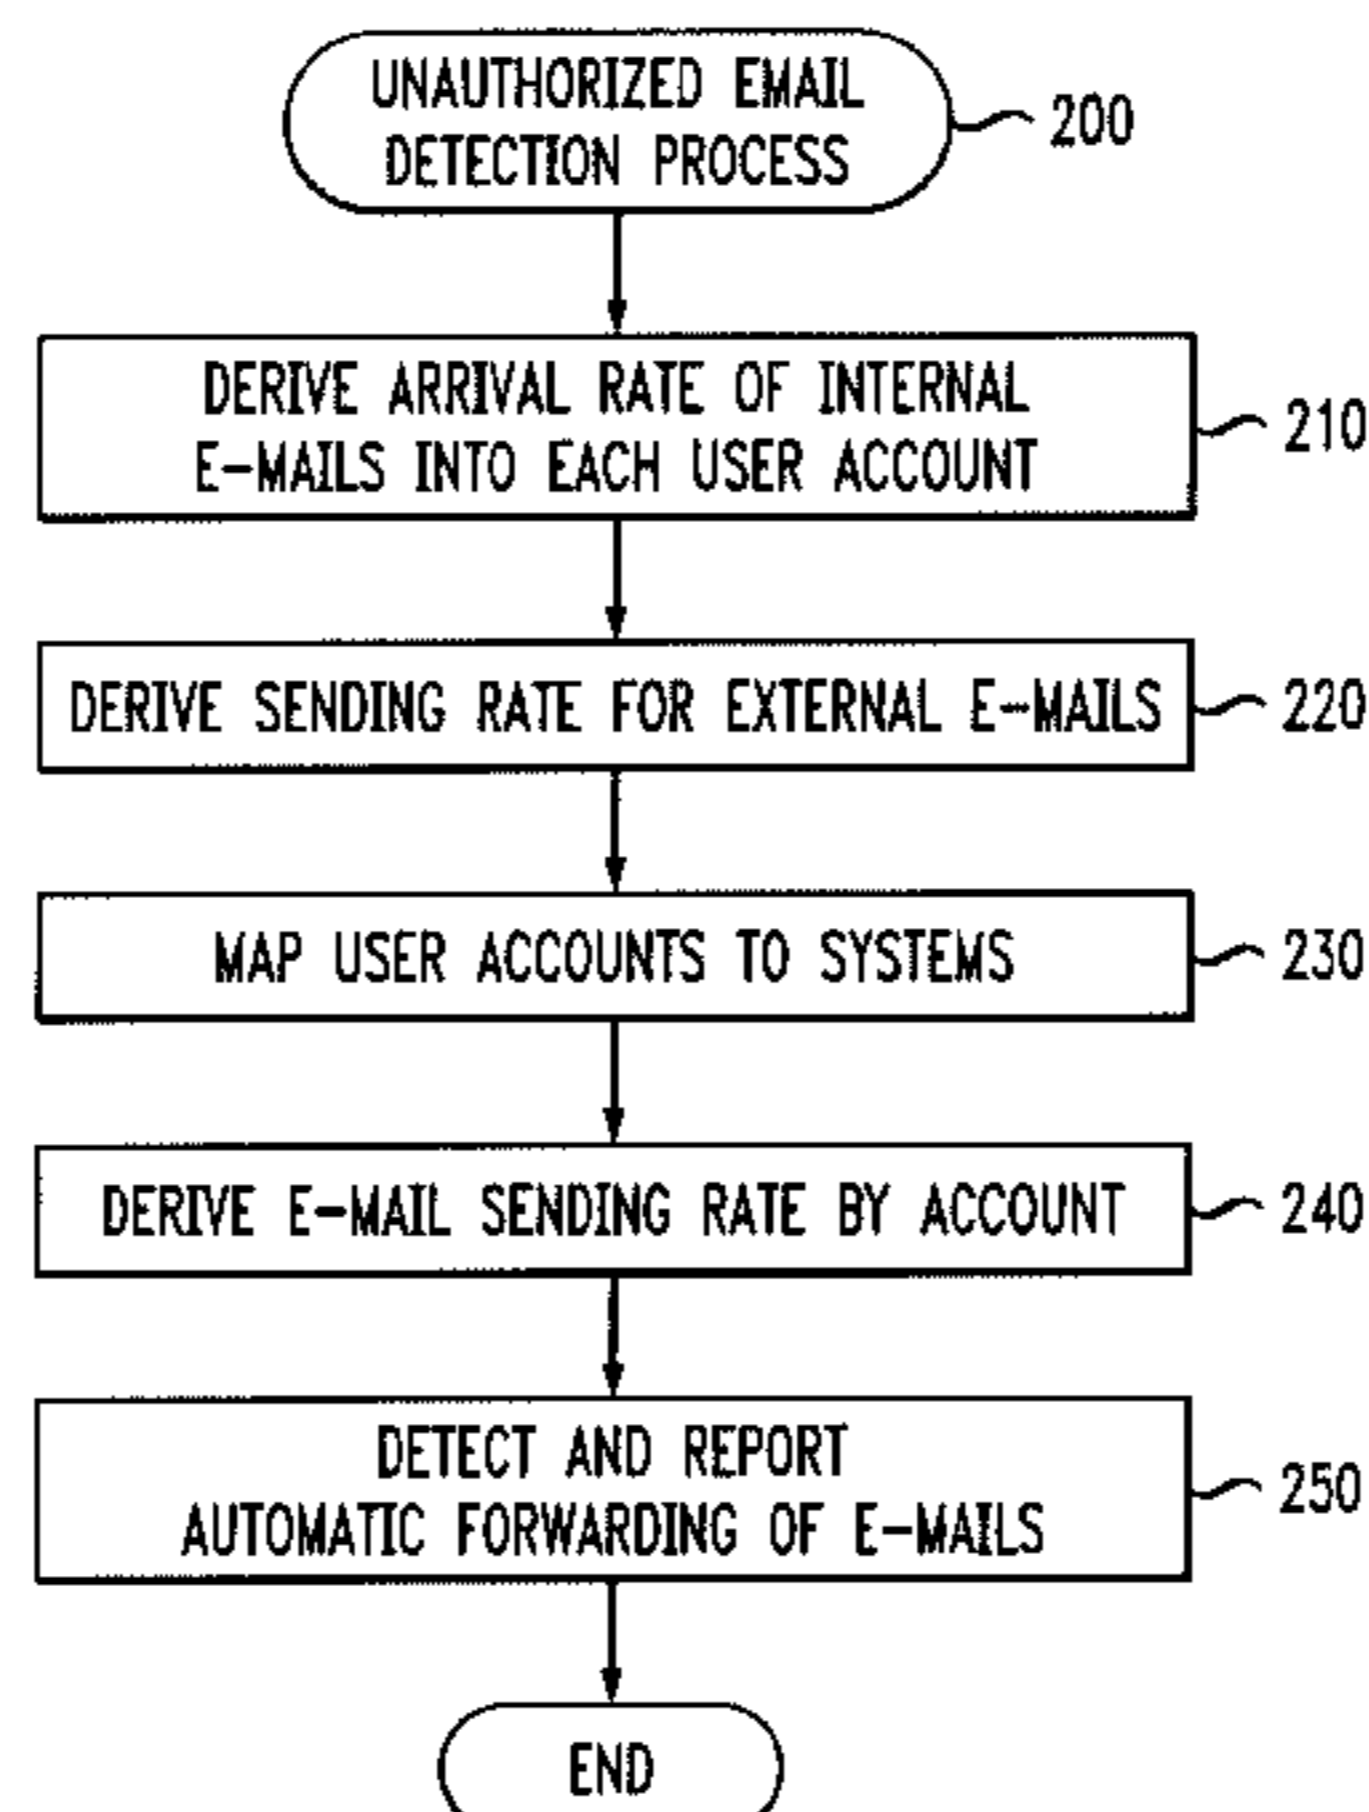 UNAUTHORIZED EMAIL
DETECTION PROCESS
200
DERIVE ARRIVAL RATE OF INTERNAL
E-MAILS INTO EACH USER ACCOUNT
210
DERIVE SENDING RATE FOR EXTERNAL E-MAILS
220
MAP USER ACCOUNTS TO SYSTEMS
230
DERIVE E-MAIL SENDING RATE BY ACCOUNT
240
DETECT AND REPORT
AUTOMATIC FORWARDING OF E-MAILS
250
END